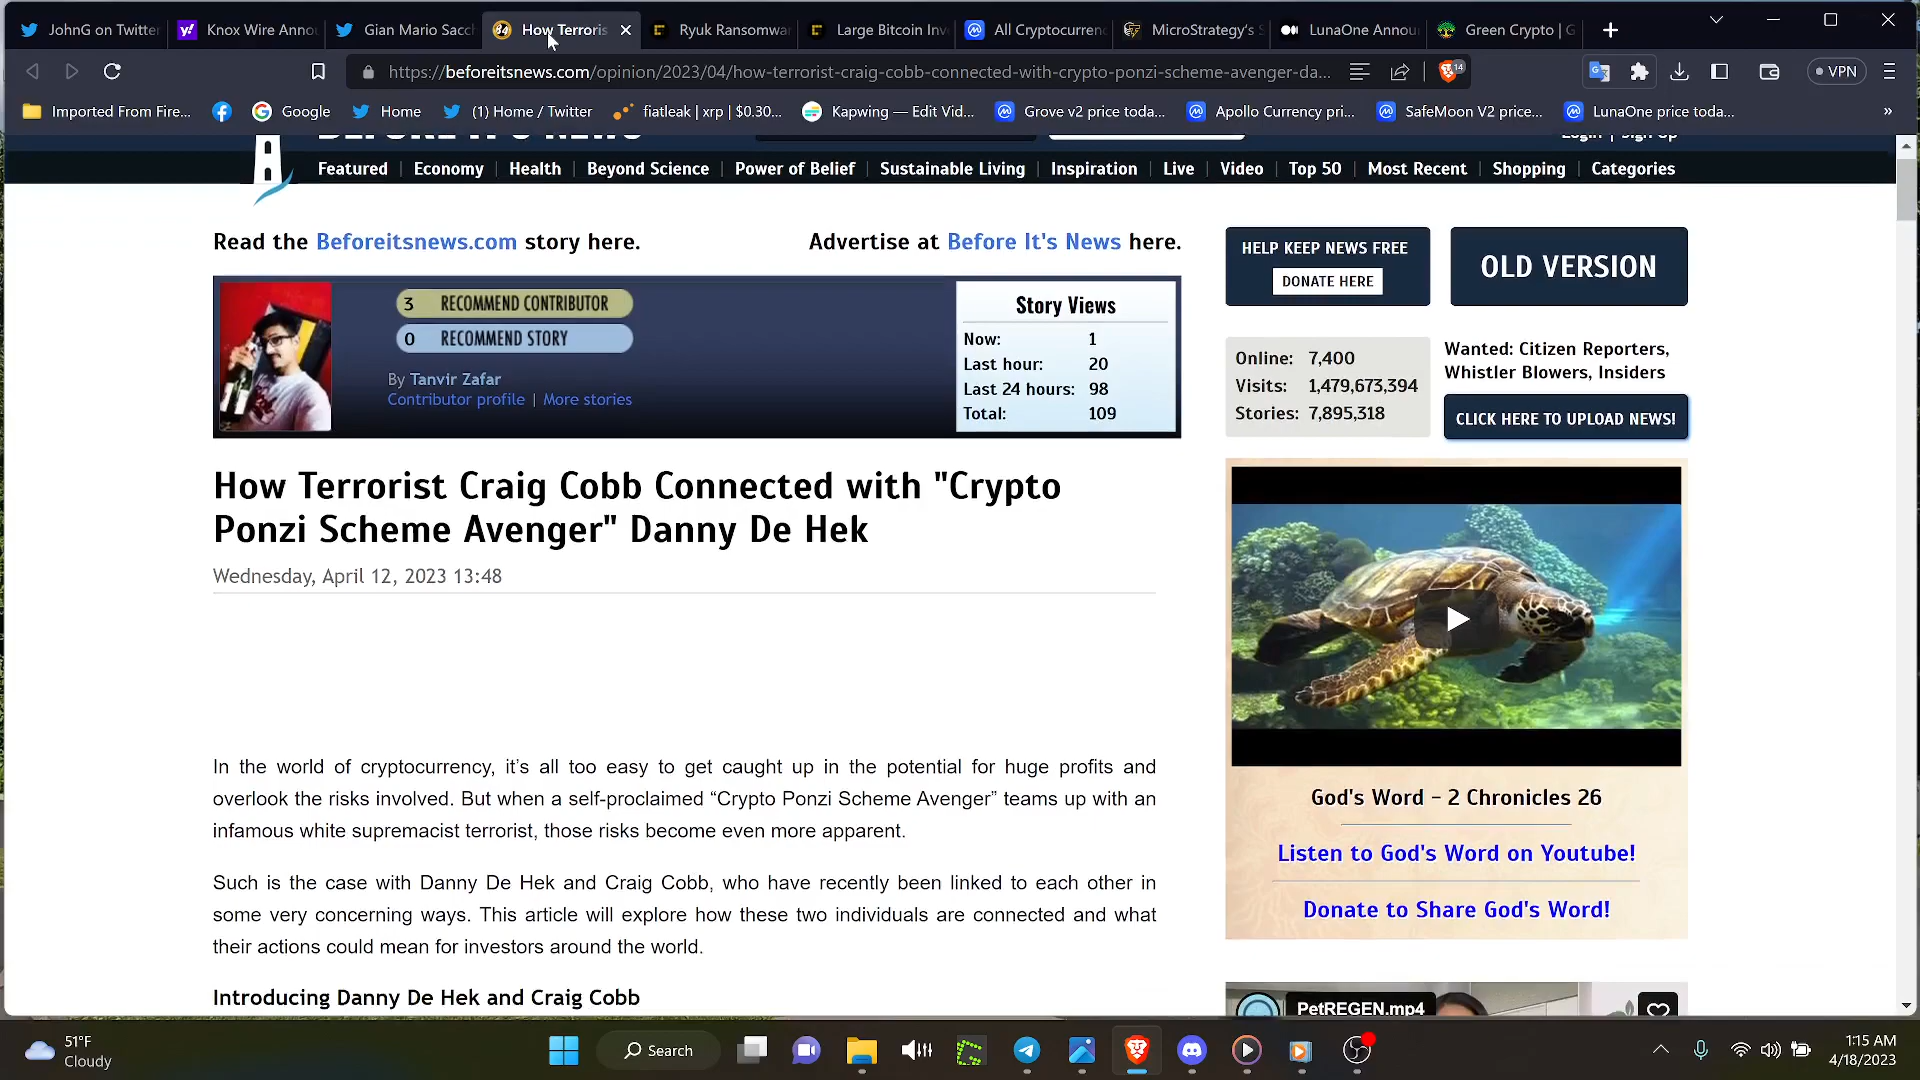 JohnG on Twitter
Knox Wire Annou
Gian Mario Sacch
How Terroris
Ryuk Ransomwa
Large Bitcoin Inv
All Cryptocurrenc
MicroStrategy's S
LunaOne Annou
Green Crypto | G
https://beforeitsnews.com/opinion/2023/04/how-terrorist-craig-cobb-connected-with-crypto-ponzi-scheme-avenger-da...
14
VPN
Imported From Fire...
Google
Home
(1) Home / Twitter
fiatleak | xrp | $0.30...
Kapwing — Edit Vid...
Grove v2 price toda...
Apollo Currency pri...
SafeMoon V2 price...
LunaOne price toda...
»
BEFORE IT'S NEWS
Login | Sign Up
Featured | Economy | Health | Beyond Science | Power of Belief | Sustainable Living | Inspiration | Live | Video | Top 50 | Most Recent | Shopping | Categories
Read the Beforeitsnews.com story here.
Advertise at Before It's News here.
3 RECOMMEND CONTRIBUTOR
0 RECOMMEND STORY
By Tanvir Zafar
Contributor profile | More stories
Story Views
Now: 1
Last hour: 20
Last 24 hours: 98
Total: 109
HELP KEEP NEWS FREE
DONATE HERE
OLD VERSION
Online: 7,400
Visits: 1,479,673,394
Stories: 7,895,318
Wanted: Citizen Reporters,
Whistler Blowers, Insiders
CLICK HERE TO UPLOAD NEWS!
How Terrorist Craig Cobb Connected with "Crypto
Ponzi Scheme Avenger" Danny De Hek
Wednesday, April 12, 2023 13:48
In the world of cryptocurrency, it's all too easy to get caught up in the potential for huge profits and
overlook the risks involved. But when a self-proclaimed “Crypto Ponzi Scheme Avenger” teams up with an
infamous white supremacist terrorist, those risks become even more apparent.
Such is the case with Danny De Hek and Craig Cobb, who have recently been linked to each other in
some very concerning ways. This article will explore how these two individuals are connected and what
their actions could mean for investors around the world.
Introducing Danny De Hek and Craig Cobb
God's Word - 2 Chronicles 26
Listen to God's Word on Youtube!
Donate to Share God's Word!
PetREGEN.mp4
51°F
Cloudy
Search
1:15 AM
4/18/2023